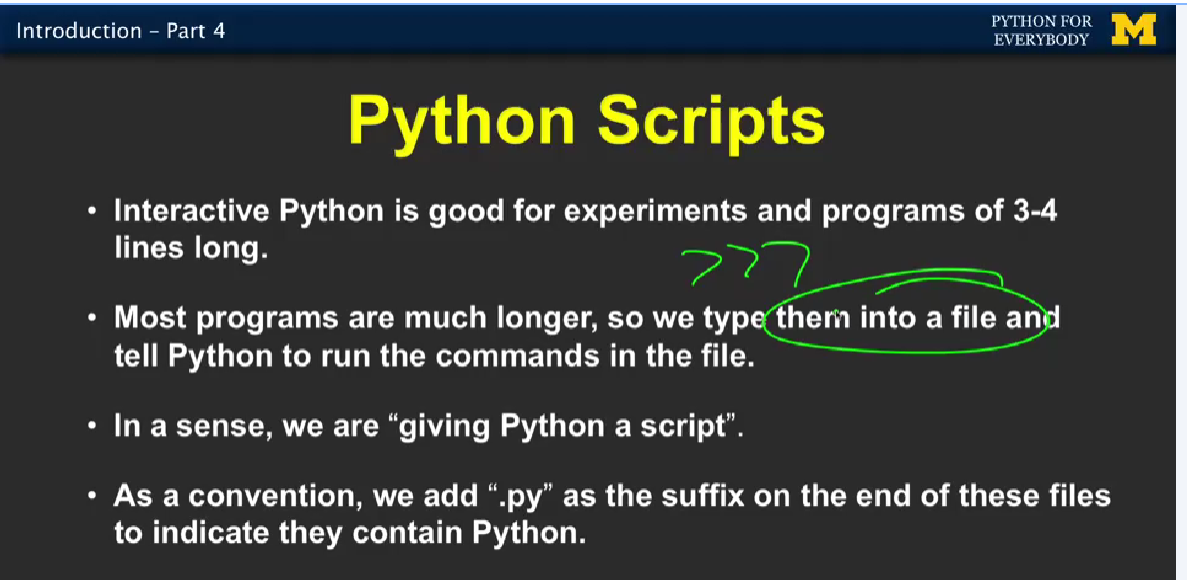 Introduction – Part 4
PYTHON FOR
EVERYBODY
M
Python Scripts
• Interactive Python is good for experiments and programs of 3-4
lines long.
>>>
• Most programs are much longer, so we type them into a file and
tell Python to run the commands in the file.
• In a sense, we are “giving Python a script”.
• As a convention, we add “.py” as the suffix on the end of these files
to indicate they contain Python.